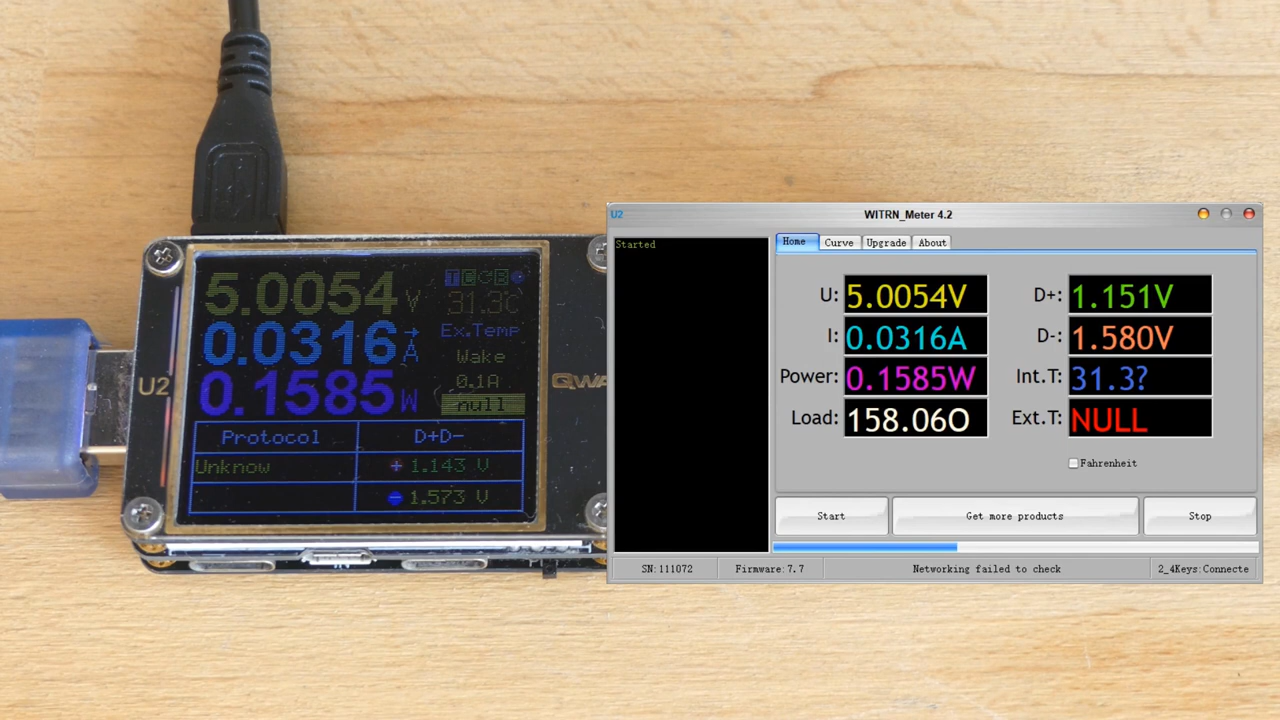 5.0054 V
31.3C
0.0316 A
Ex.Temp
Wake
0.1A
0.1585 W
null
U2
Protocol D+D-
Unknow + 1.143 V
- 1.573 V
U2 WITRN_Meter 4.2
Started
Home Curve Upgrade About
U: 5.0054V D+: 1.151V
I: 0.0316A D-: 1.580V
Power: 0.1585W Int.T: 31.3?
Load: 158.06O Ext.T: NULL
Fahrenheit
Start Get more products Stop
SN:111072 Firmware:7.7 Networking failed to check 2_4Keys:Connecte